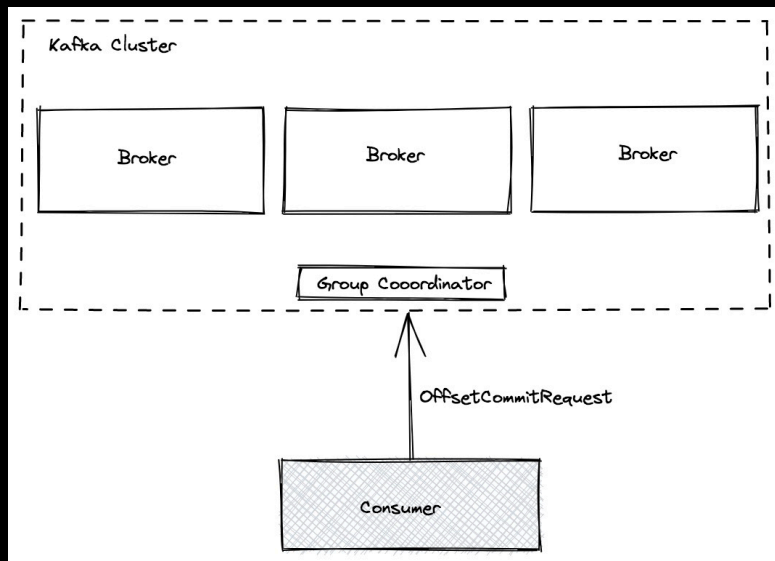 Kafka Cluster
Broker
Broker
Broker
Group Cooordinator
OffsetCommitRequest
Consumer